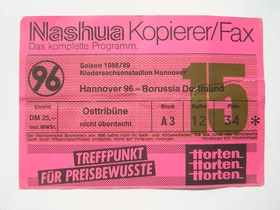 Nashua Kopierer/Fax
Das komplette Programm.
96
Saison 1988/89
Niedersachsenstadion Hannover
15
Hannover 96 – Borussia Dortmund
Eintritt
DM 25,–
incl. MWSt.
Osttribüne
nicht überdacht
Block
A 3
Reihe
12
Platz
34 *
TREFFPUNKT
FÜR PREISBEWUSSTE
Horten
Horten
Horten